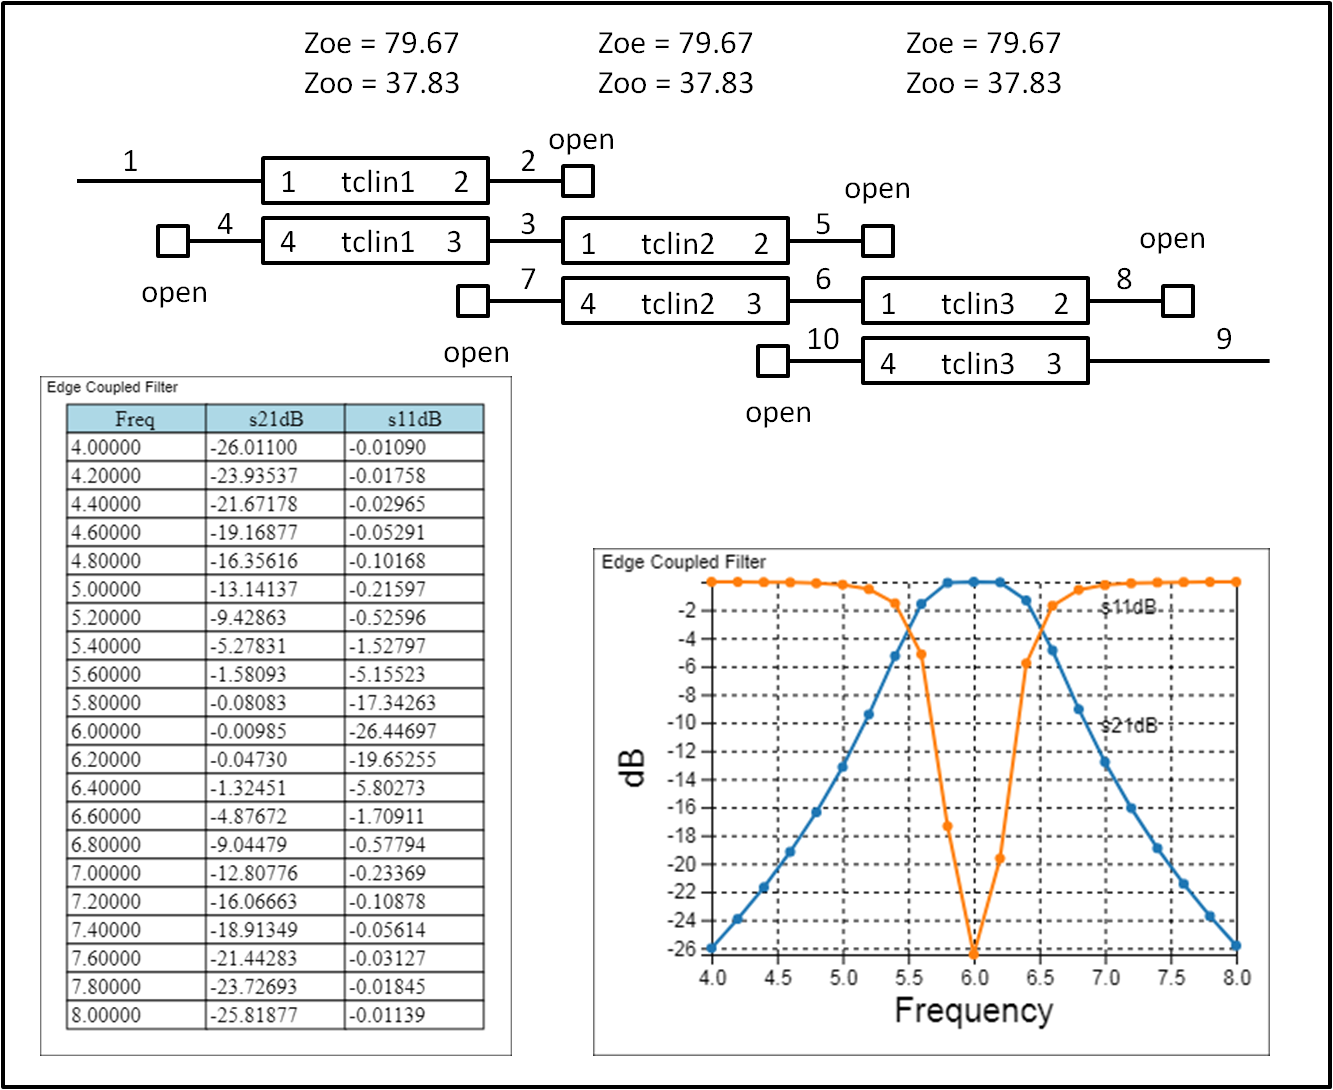 Zoe = 79.67 Zoe = 79.67 Zoe = 79.67
Zoo = 37.83 Zoo = 37.83 Zoo = 37.83
open
1 2
1 tclin1 2
open
4 3 5
4 tclin1 3 1 tclin2 2
open
open
7 6 8
4 tclin2 3 1 tclin3 2
open
10 9
4 tclin3 3
open
Edge Coupled Filter
Freq s21dB s11dB
4.00000 -26.01100 -0.01090
4.20000 -23.93537 -0.01758
4.40000 -21.67178 -0.02965
4.60000 -19.16877 -0.05291
4.80000 -16.35616 -0.10168
5.00000 -13.14137 -0.21597
5.20000 -9.42863 -0.52596
5.40000 -5.27831 -1.52797
5.60000 -1.58093 -5.15523
5.80000 -0.08083 -17.34263
6.00000 -0.00985 -26.44697
6.20000 -0.04730 -19.65255
6.40000 -1.32451 -5.80273
6.60000 -4.87672 -1.70911
6.80000 -9.04479 -0.57794
7.00000 -12.80776 -0.23369
7.20000 -16.06663 -0.10878
7.40000 -18.91349 -0.05614
7.60000 -21.44283 -0.03127
7.80000 -23.72693 -0.01845
8.00000 -25.81877 -0.01139
Edge Coupled Filter
s11dB
s21dB
-2
-4
-6
-8
-10
-12
-14
-16
-18
-20
-22
-24
-26
dB
4.0 4.5 5.0 5.5 6.0 6.5 7.0 7.5 8.0
Frequency